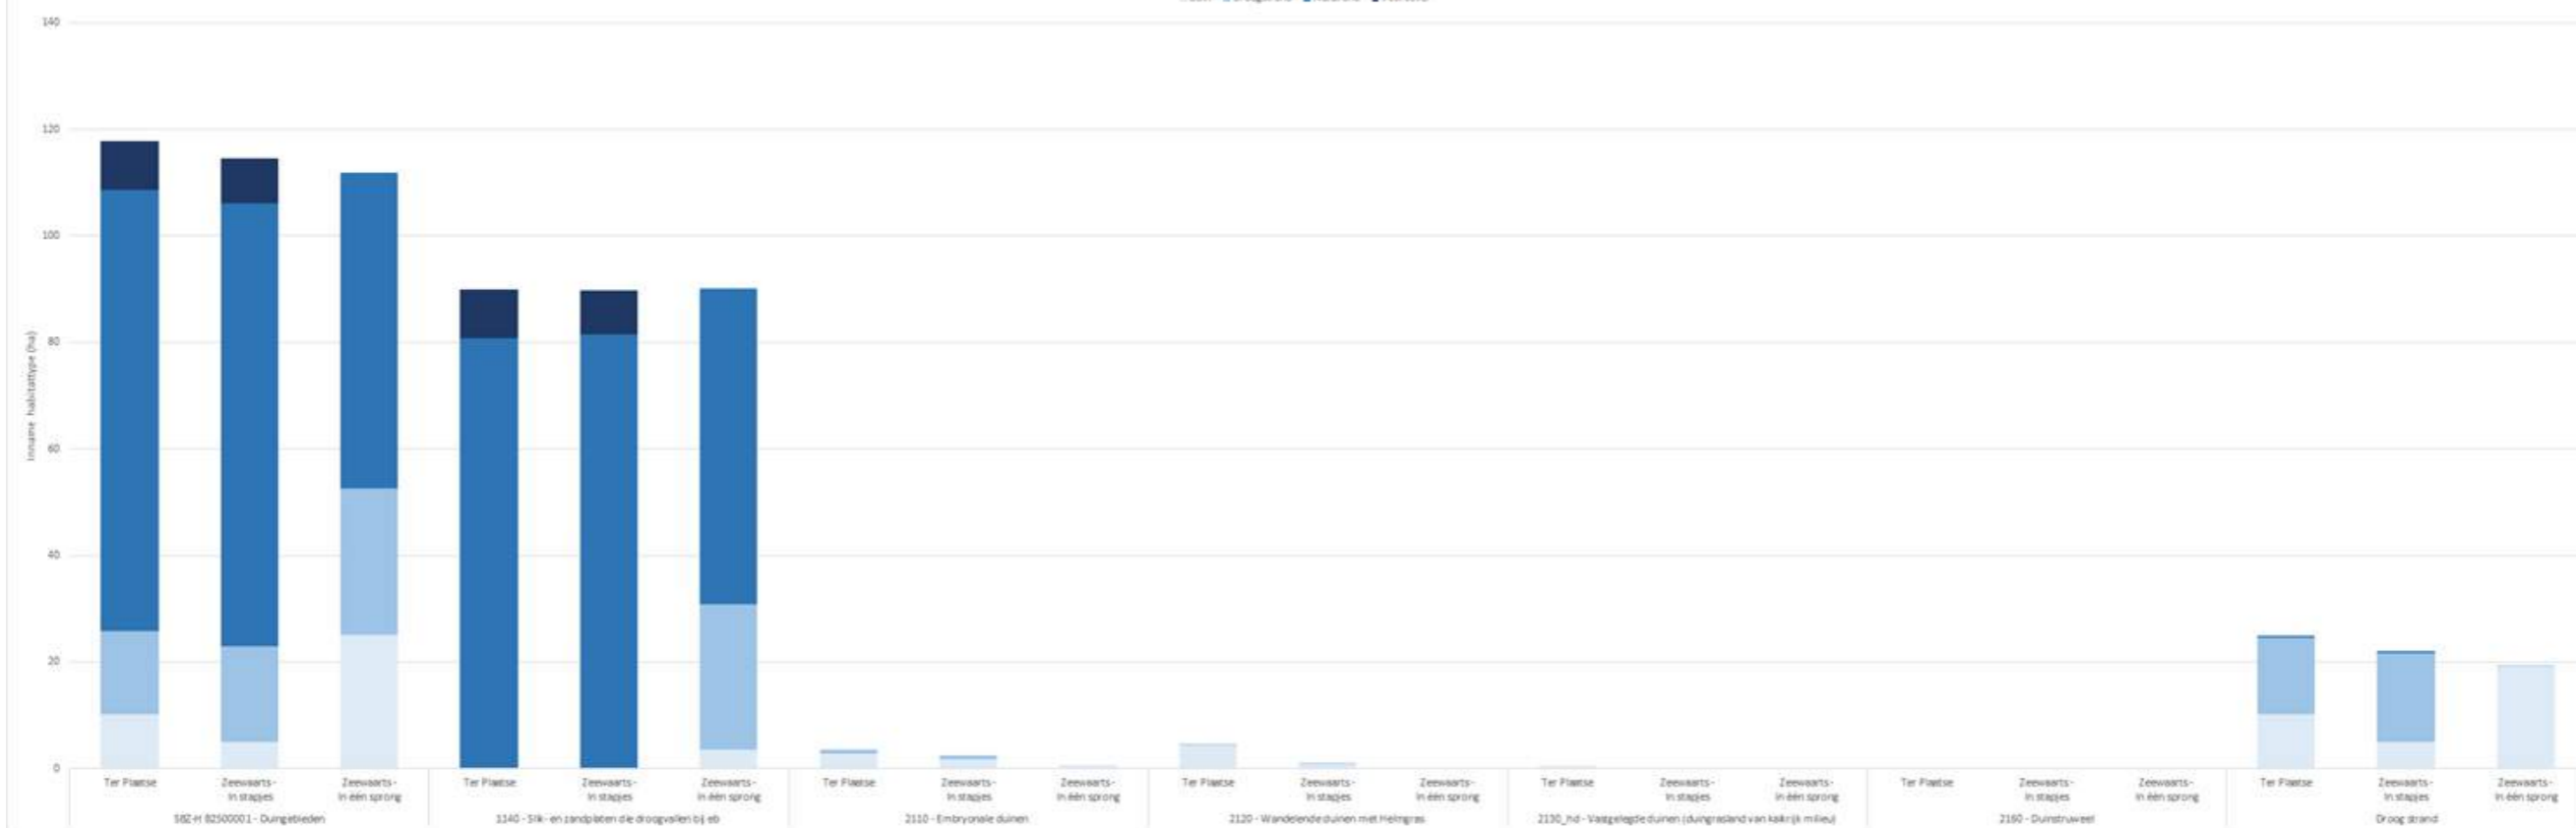 140
120
100
80
60
40
20
0
Inname habitattype (ha)
Ter Plaatse
Zeewaarts -
In stapjes
Zeewaarts -
In één sprong
SBZ-H B2500001 - Duingebieden
Ter Plaatse
Zeewaarts -
In stapjes
Zeewaarts -
In één sprong
1140 - Slik- en zandplaten die droogvallen bij eb
Ter Plaatse
Zeewaarts -
In stapjes
Zeewaarts -
In één sprong
2110 - Embryonale duinen
Ter Plaatse
Zeewaarts -
In stapjes
Zeewaarts -
In één sprong
2120 - Wandelende duinen met Helmgras
Ter Plaatse
Zeewaarts -
In stapjes
Zeewaarts -
In één sprong
2130_hd - Vastgelegde duinen (duingrasland van kalkrijk milieu)
Ter Plaatse
Zeewaarts -
In stapjes
Zeewaarts -
In één sprong
2160 - Duinstruweel
Ter Plaatse
Zeewaarts -
In stapjes
Zeewaarts -
In één sprong
Droog strand